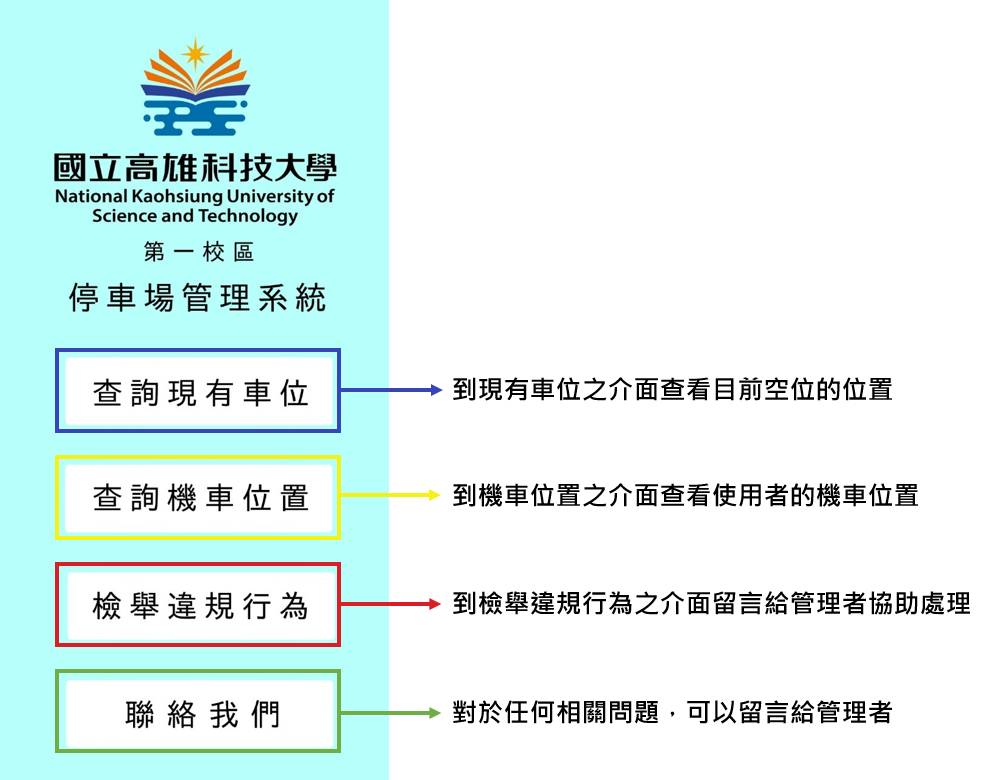 國立高雄科技大學
National Kaohsiung University of
Science and Technology
第一校區
停車場管理系統
查詢現有車位
到現有車位之介面查看目前空位的位置
查詢機車位置
到機車位置之介面查看使用者的機車位置
檢舉違規行為
到檢舉違規行為之介面留言給管理者協助處理
聯絡我們
對於任何相關問題，可以留言給管理者